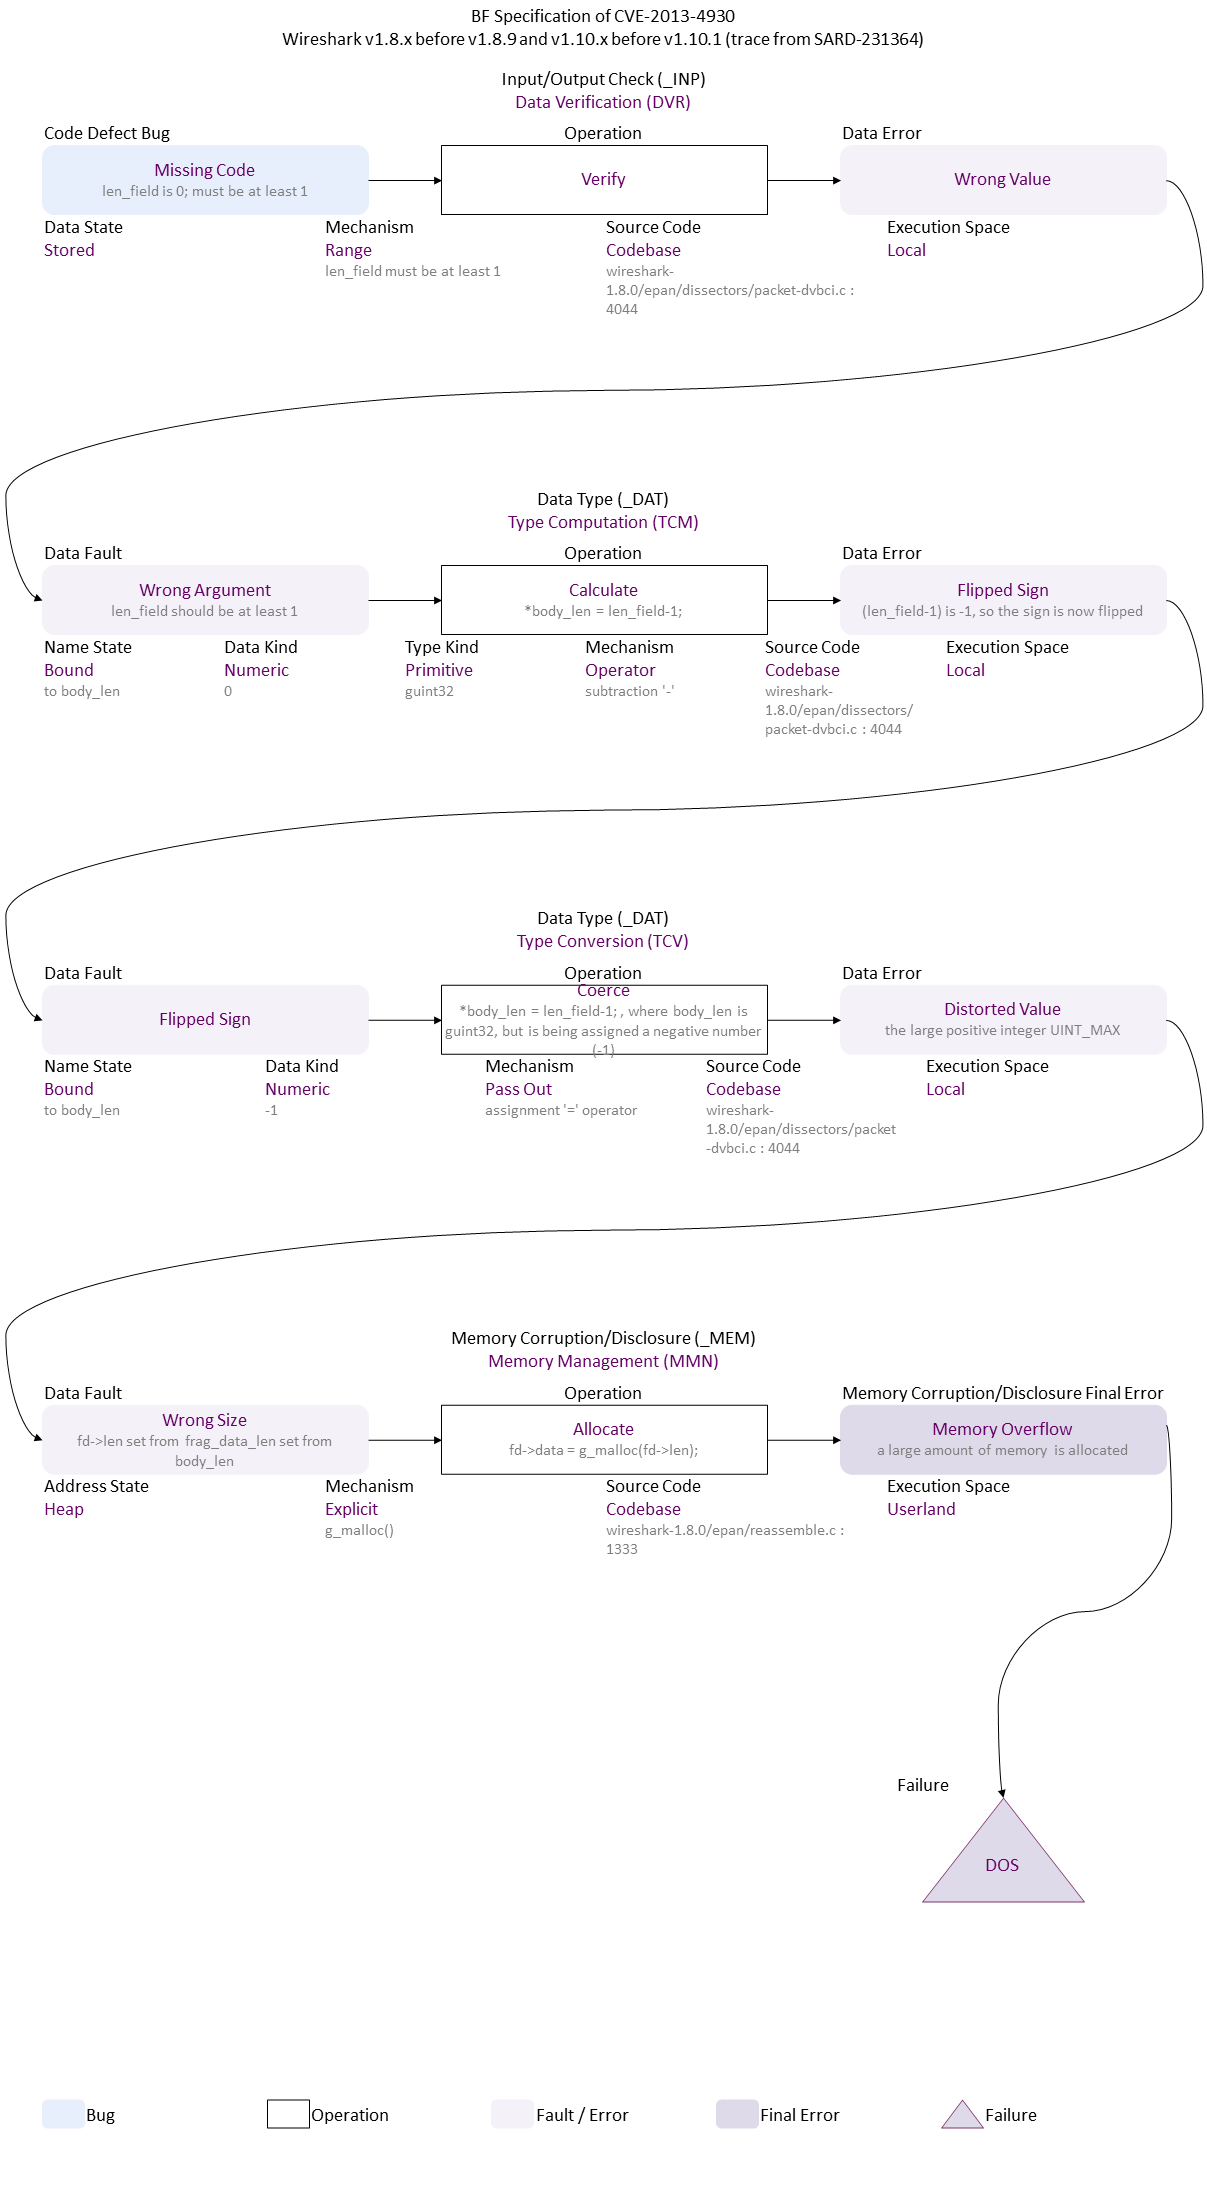 BF Specification of CVE-2013-4930
Wireshark v1.8.x before v1.8.9 and v1.10.x before v1.10.1 (trace from SARD-231364)
Input/Output Check (_INP)
Data Verification (DVR)
Code Defect Bug
Operation
Data Error
Missing Code
len_field is 0; must be at least 1
Verify
Wrong Value
Data State
Mechanism
Source Code
Execution Space
Stored
Range
Codebase
Local
len_field must be at least 1
wireshark-
1.8.0/epan/dissectors/packet-dvbci.c :
4044
Data Type (_DAT)
Type Computation (TCM)
Data Fault
Operation
Data Error
Wrong Argument
len_field should be at least 1
Calculate
*body_len = len_field-1;
Flipped Sign
(len_field-1) is -1, so the sign is now flipped
Name State
Data Kind
Type Kind
Mechanism
Source Code
Execution Space
Bound
Numeric
Primitive
Operator
Codebase
Local
to body_len
0
guint32
subtraction '-'
wireshark-
1.8.0/epan/dissectors/
packet-dvbci.c : 4044
Data Type (_DAT)
Type Conversion (TCV)
Data Fault
Operation
Data Error
Flipped Sign
Coerce
*body_len = len_field-1; , where body_len is
guint32, but is being assigned a negative number
(-1)
Distorted Value
the large positive integer UINT_MAX
Name State
Data Kind
Mechanism
Source Code
Execution Space
Bound
Numeric
Pass Out
Codebase
Local
to body_len
-1
assignment '=' operator
wireshark-
1.8.0/epan/dissectors/packet
-dvbci.c : 4044
Memory Corruption/Disclosure (_MEM)
Memory Management (MMN)
Data Fault
Operation
Memory Corruption/Disclosure Final Error
Wrong Size
fd->len set from frag_data_len set from
body_len
Allocate
fd->data = g_malloc(fd->len);
Memory Overflow
a large amount of memory is allocated
Address State
Mechanism
Source Code
Execution Space
Heap
Explicit
Codebase
Userland
g_malloc()
wireshark-1.8.0/epan/reassemble.c :
1333
Failure
DOS
Bug
Operation
Fault / Error
Final Error
Failure